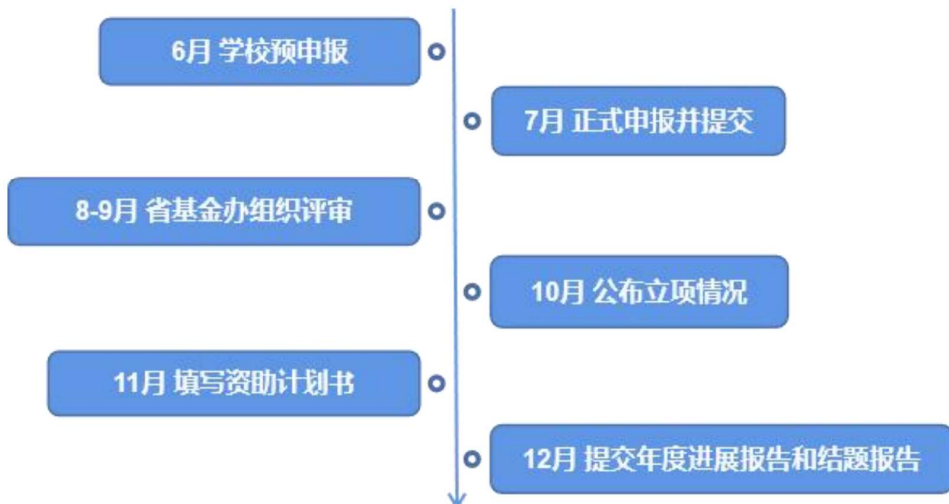 6月 学校预申报
7月 正式申报并提交
8-9月 省基金办组织评审
10月 公布立项情况
11月 填写资助计划书
12月 提交年度进展报告和结题报告